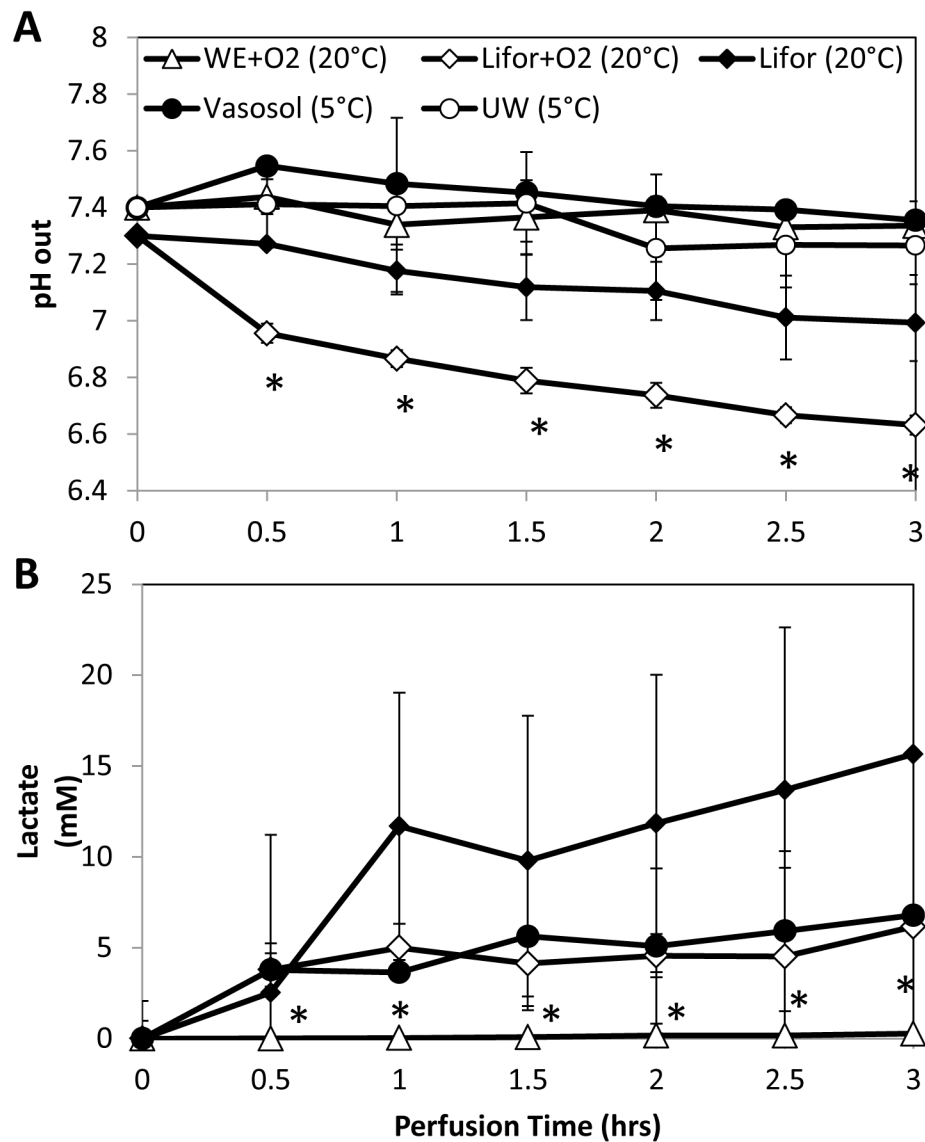 A
8
WE+O2 (20°C) Lifor+O2 (20°C) Lifor (20°C)
7.8
Vasosol (5°C) UW (5°C)
7.6
7.4
7.2
7
6.8
6.6
6.4
pH out
* * * * * *
0 0.5 1 1.5 2 2.5 3
B
25
20
15
10
5
0
Lactate
(mM)
* * * * * *
0 0.5 1 1.5 2 2.5 3
Perfusion Time (hrs)